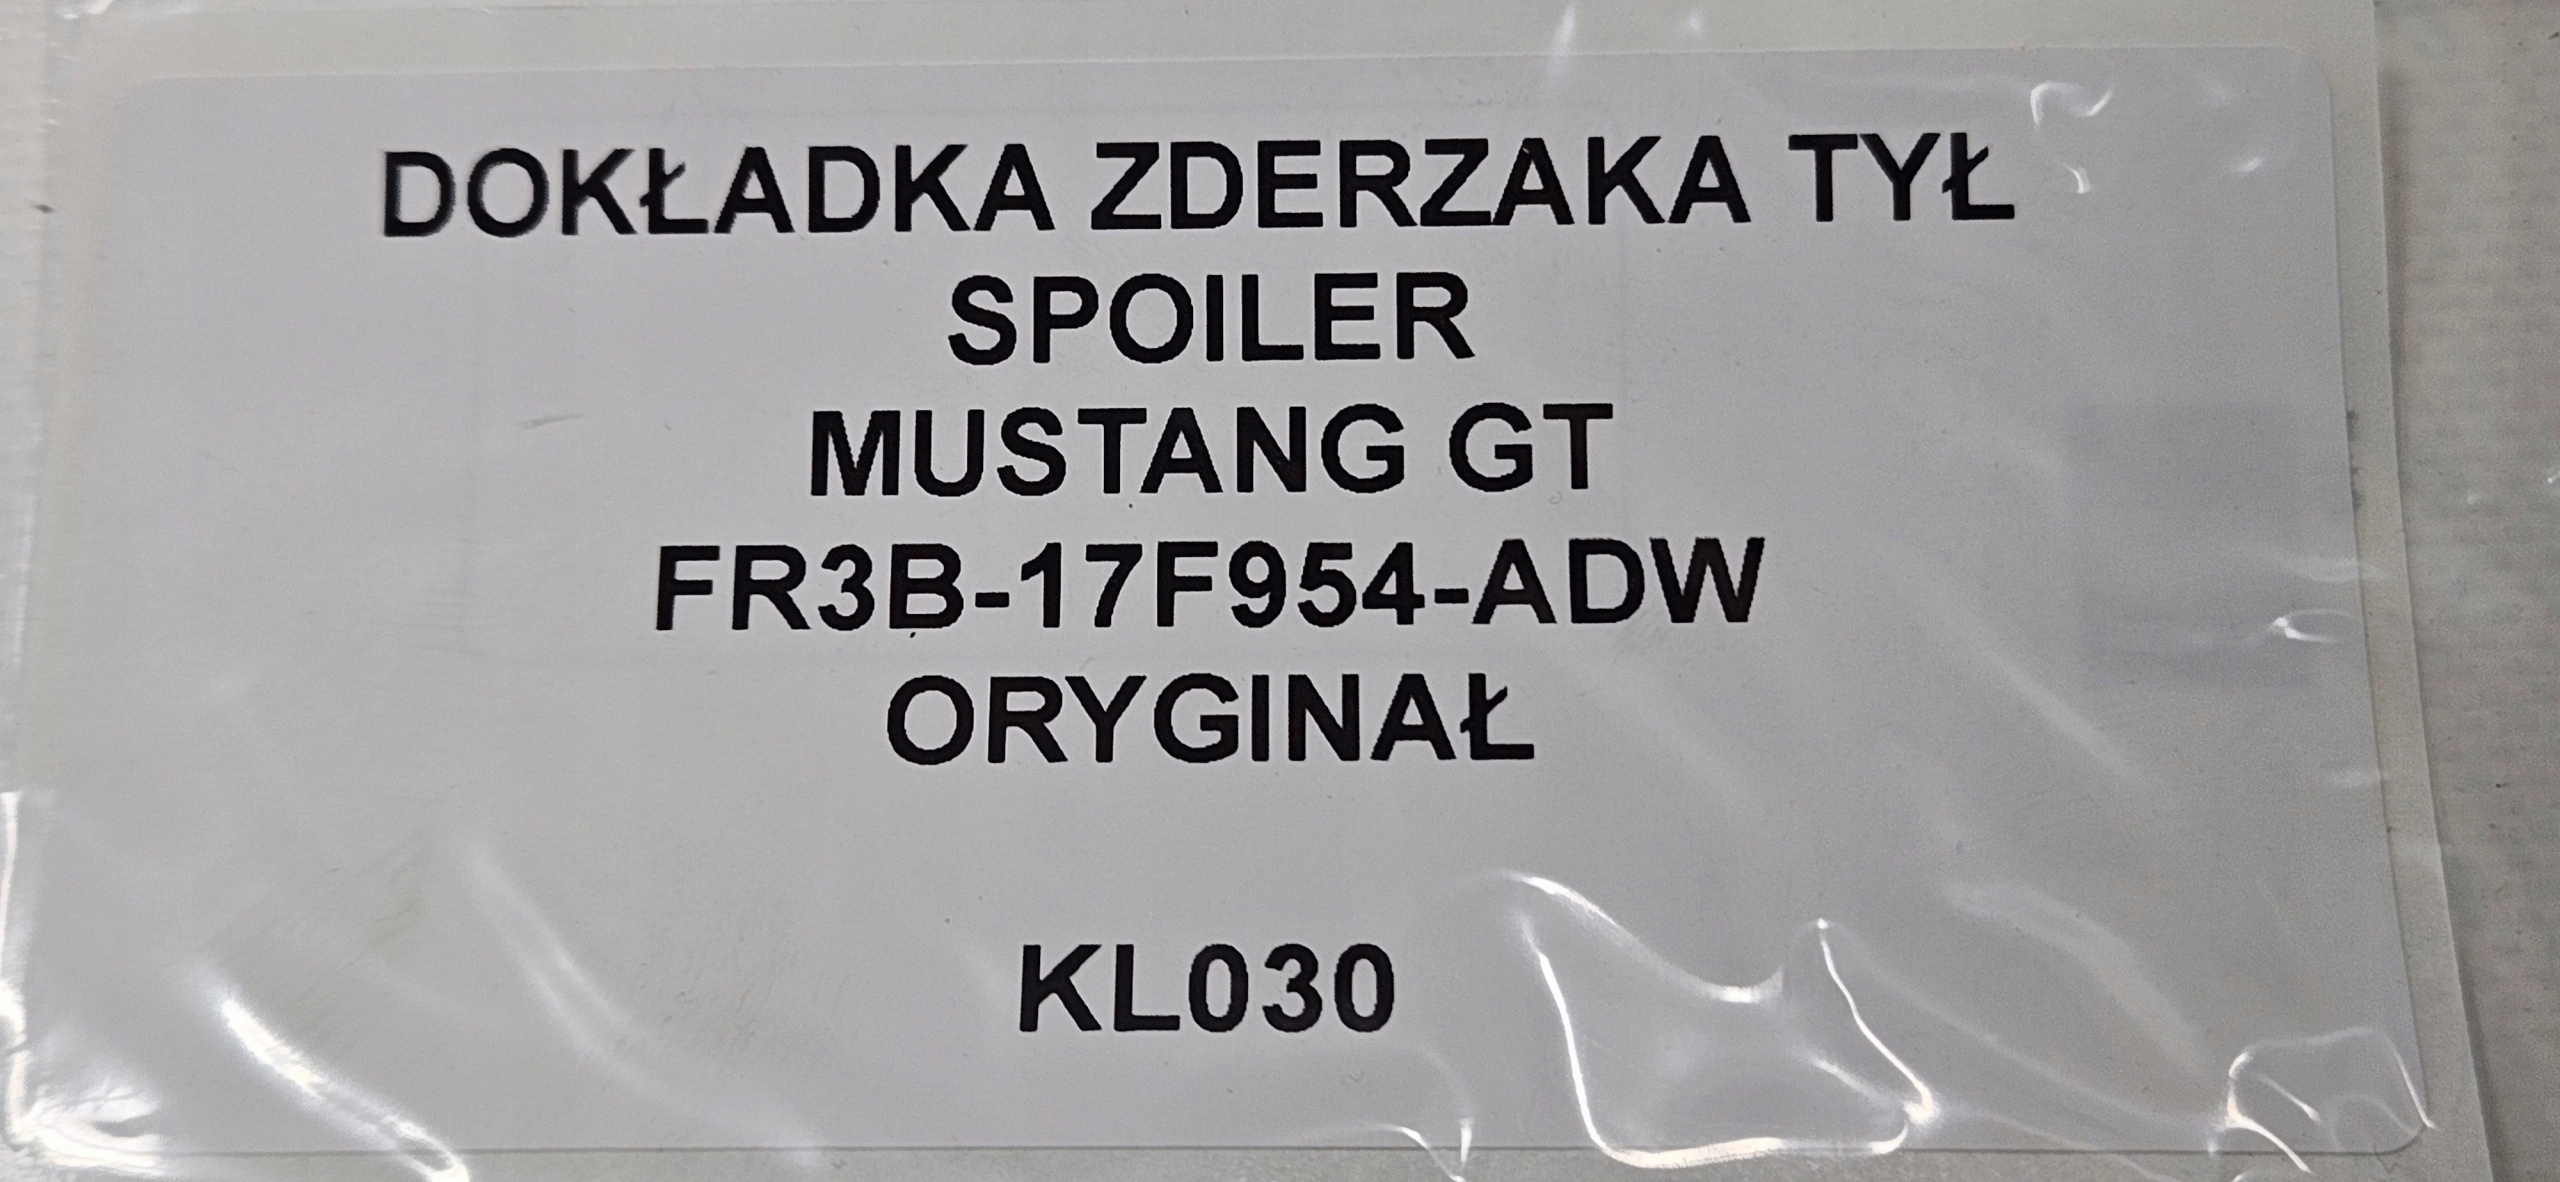 DOKŁADKA ZDERZAKA TYŁ
SPOILER
MUSTANG GT
FR3B-17F954-ADW
ORYGINAŁ
KL030